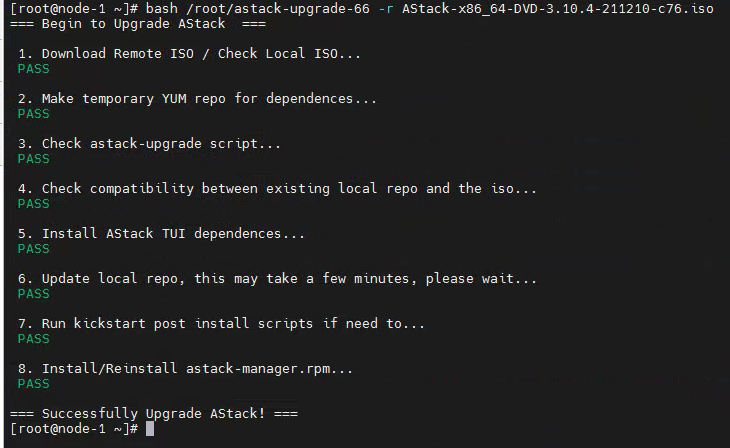 [root@node-1 ~]# bash /root/astack-upgrade-66 -r AStack-x86_64-DVD-3.10.4-211210-c76.iso
=== Begin to Upgrade AStack  ===
1. Download Remote ISO / Check Local ISO...
PASS
2. Make temporary YUM repo for dependences...
PASS
3. Check astack-upgrade script...
PASS
4. Check compatibility between existing local repo and the iso...
PASS
5. Install AStack TUI dependences...
PASS
6. Update local repo, this may take a few minutes, please wait...
PASS
7. Run kickstart post install scripts if need to...
PASS
8. Install/Reinstall astack-manager.rpm...
PASS
=== Successfully Upgrade AStack! ===
[root@node-1 ~]#